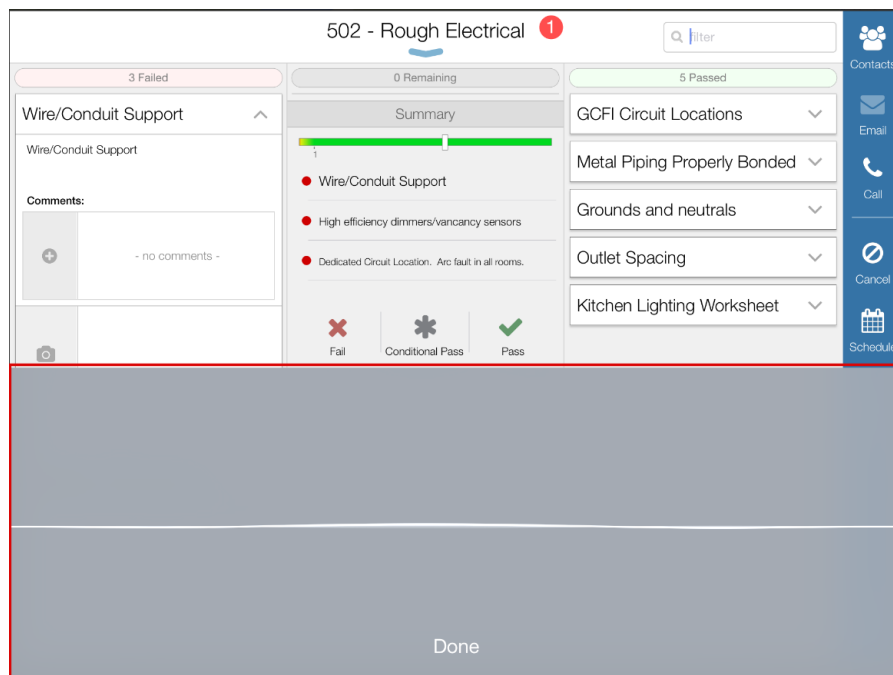 502 - Rough Electrical
1
filter
Contacts
Email
Call
Cancel
Schedule
3 Failed
Wire/Conduit Support
Wire/Conduit Support
Comments:
- no comments -
0 Remaining
Summary
1
Wire/Conduit Support
High efficiency dimmers/vancancy sensors
Dedicated Circuit Location. Arc fault in all rooms.
Fail
Conditional Pass
Pass
5 Passed
GCFI Circuit Locations
Metal Piping Properly Bonded
Grounds and neutrals
Outlet Spacing
Kitchen Lighting Worksheet
Done